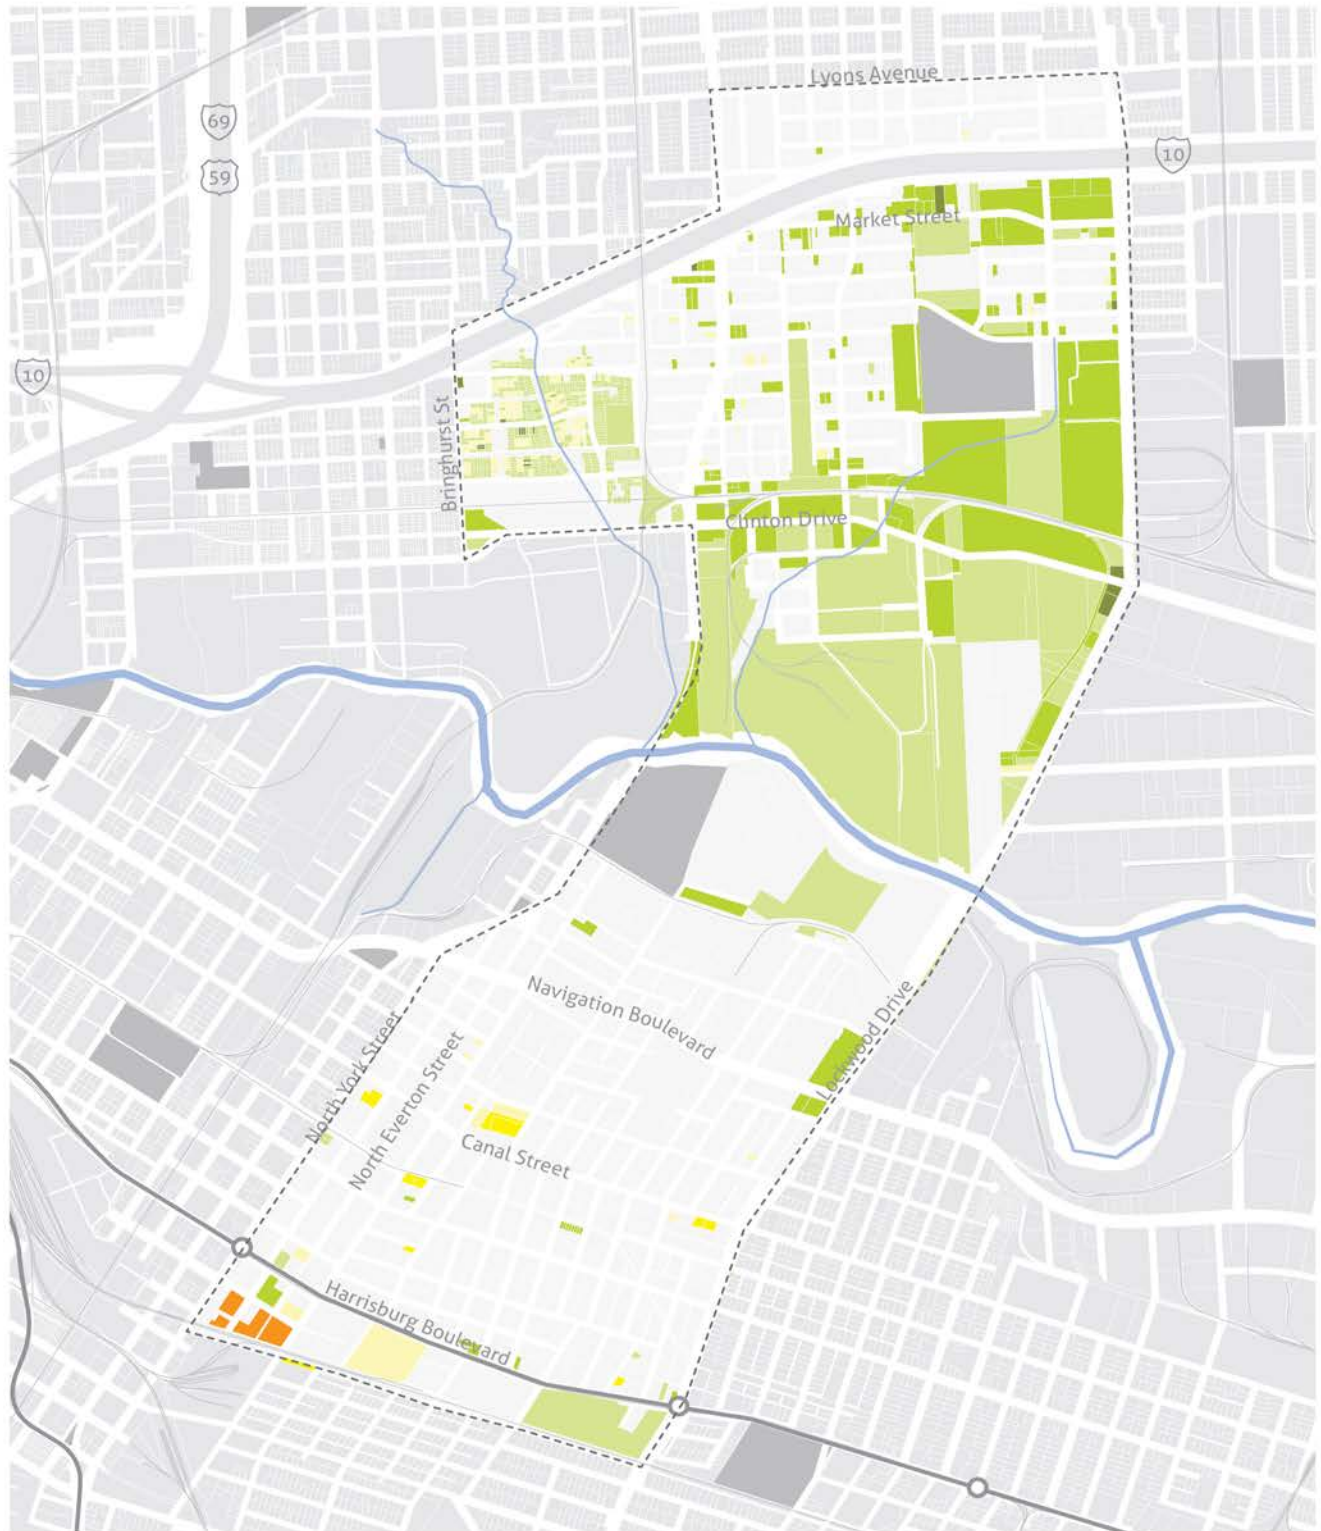 Lyons Avenue
69
10
59
Market Street
10
Bringhurst St
Clinton Drive
Navigation Boulevard
Lockwood Drive
North York Street
North Everton Street
Canal Street
Harrisburg Boulevard